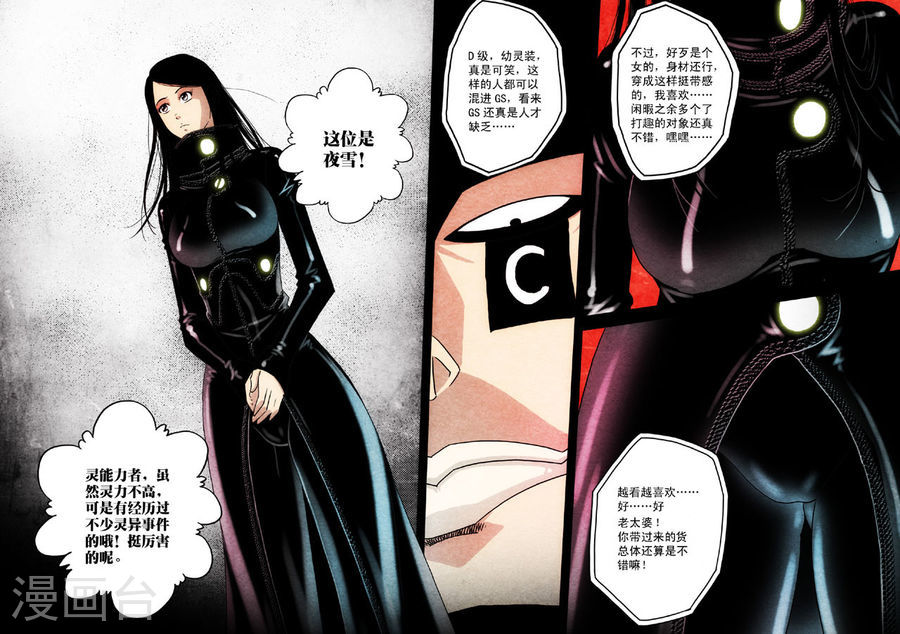 这位是
夜雪！
灵能力者，虽
然灵力不高，
可是有经历过
不少灵异事件
的哦！挺厉害
的呢。
D级，幼灵装，
真是可笑，这
样的人都可以
混进GS，看来
GS还真是人才
缺乏……
C
不过，好歹是个
女的，身材还行，
穿成这样挺带感
的，我喜欢……
闲暇之余多个了
打趣的对象还真
不错，嘿嘿！
越看越喜欢……
好……好
老太婆！
你带过来的货
总体还算是不
错嘛！
漫画台